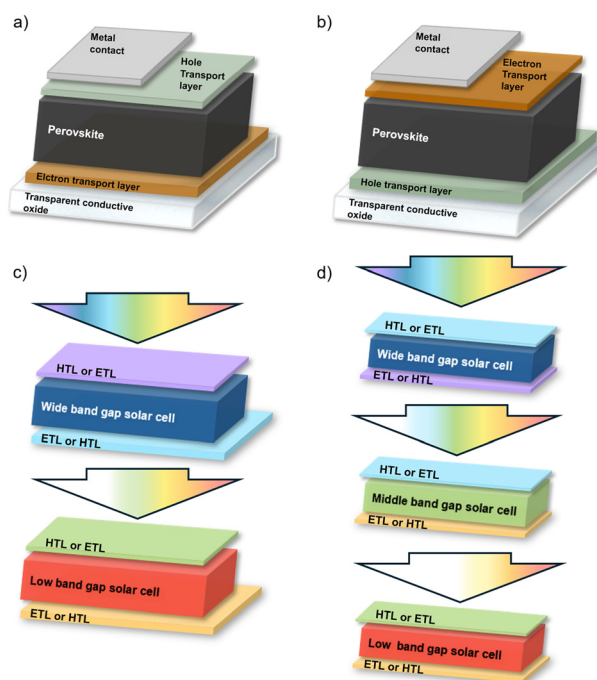 a)
Metal
contact
Hole
Transport
layer
Perovskite
Elctron transport layer
Transparent conductive
oxide
b)
Metal
contact
Electron
Transport
layer
Perovskite
Hole transport layer
Transparent conductive
oxide
c)
HTL or ETL
Wide band gap solar cell
ETL or HTL
HTL or ETL
Low band gap solar cell
ETL or HTL
d)
HTL or ETL
Wide band gap solar cell
ETL or HTL
HTL or ETL
Middle band gap solar cell
ETL or HTL
HTL or ETL
Low band gap solar cell
ETL or HTL